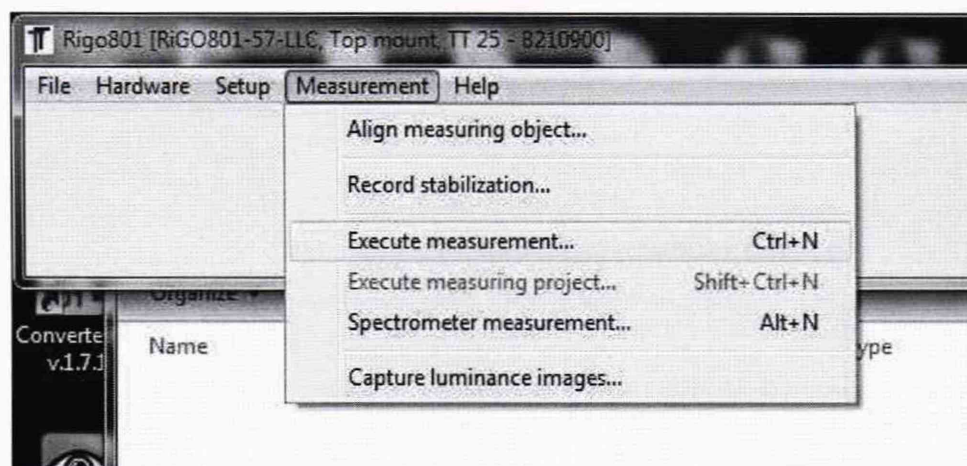 Rigo801 [RiGO801-57-LLC, Top mount, TT 25 - 8210900]
File Hardware Setup Measurement Help
Align measuring object...
Record stabilization...
Execute measurement... Ctrl+N
Execute measuring project... Shift+Ctrl+N
Spectrometer measurement... Alt+N
Capture luminance images...
Organize
Converte
Name ype
v.1.7.1